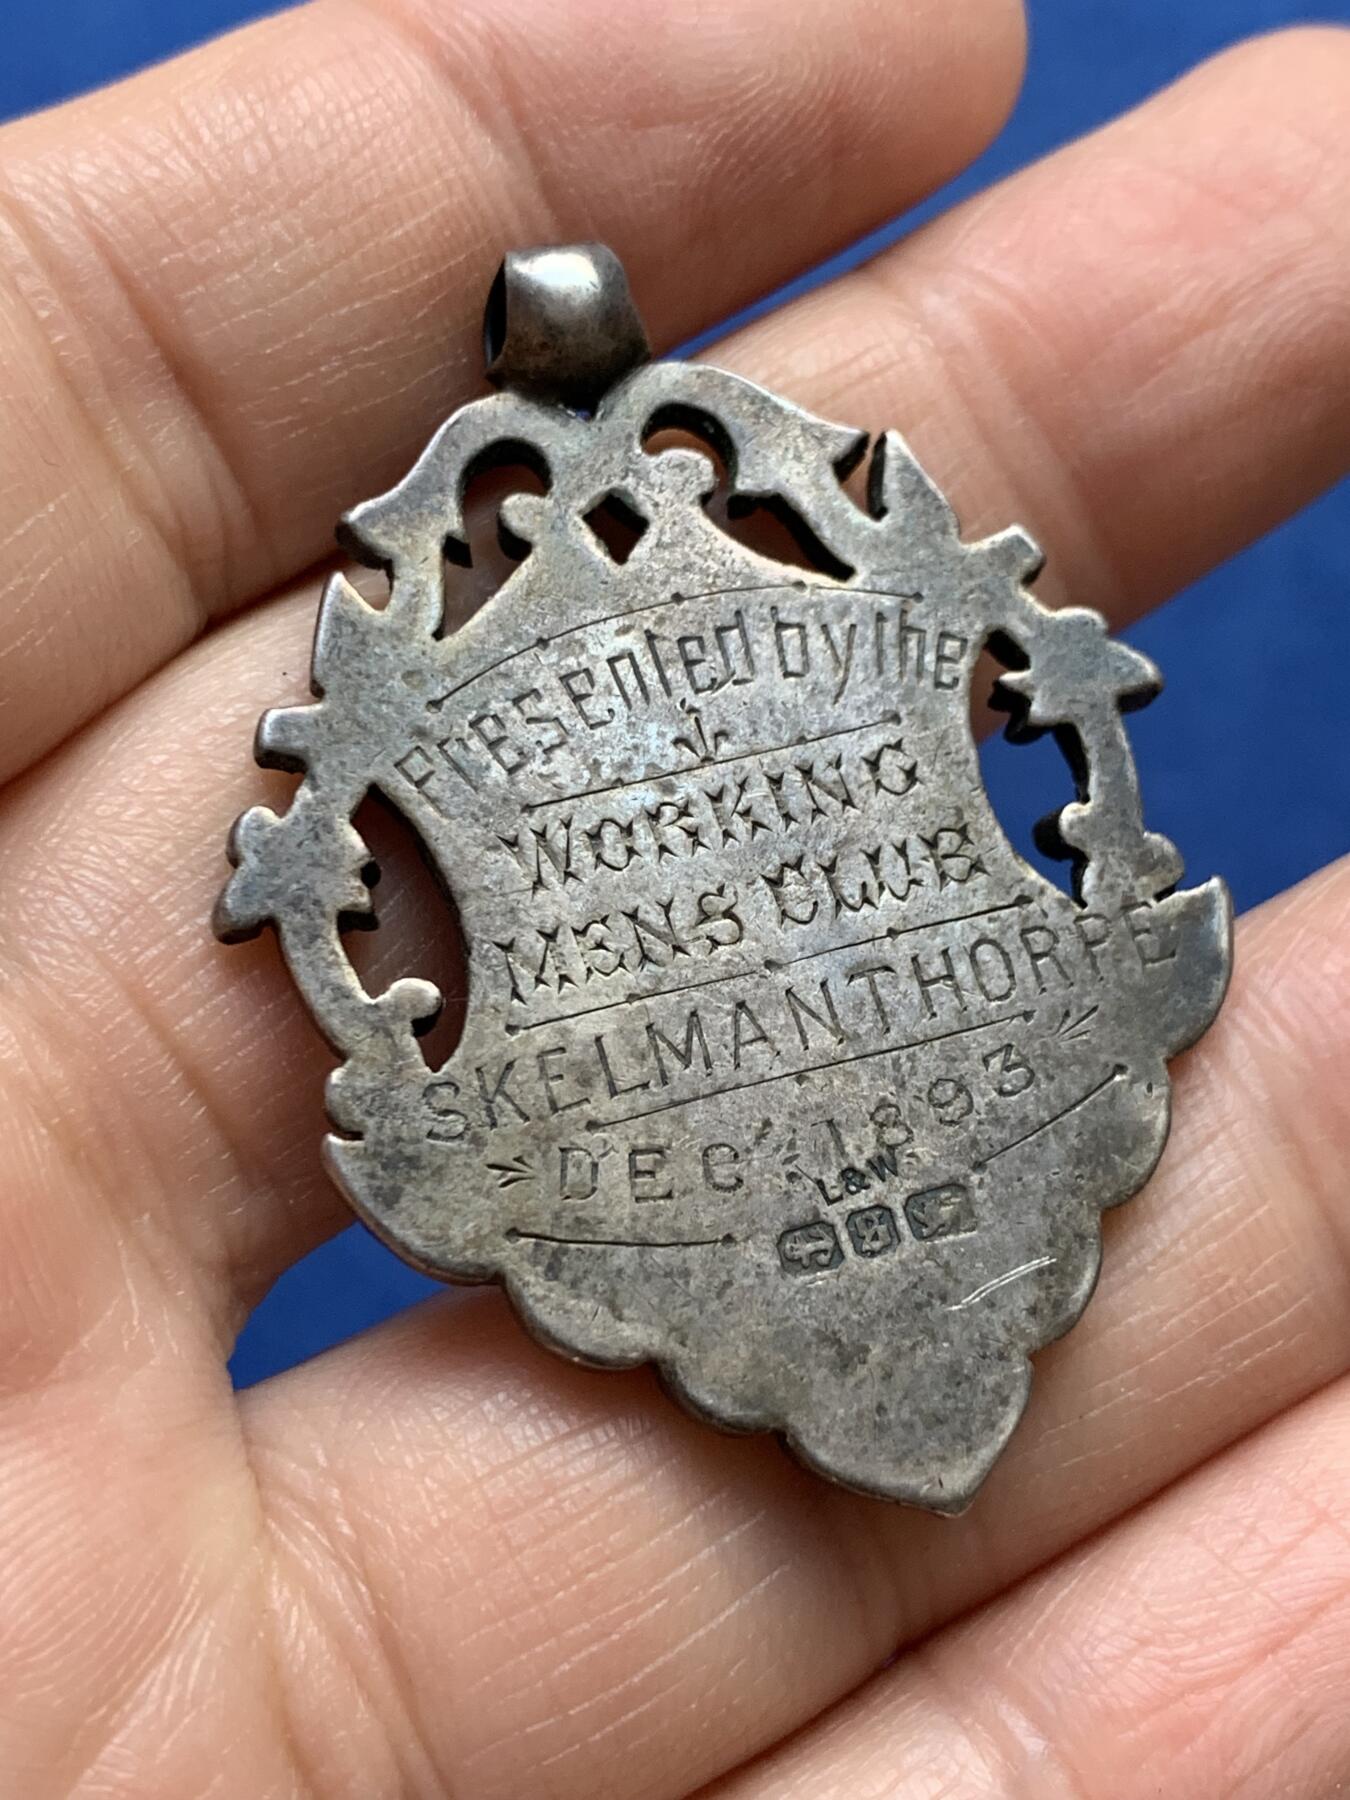 Presented by the
WORKING
MENS CLUB
SKELMANTHORPE
DEC 1893
L&W